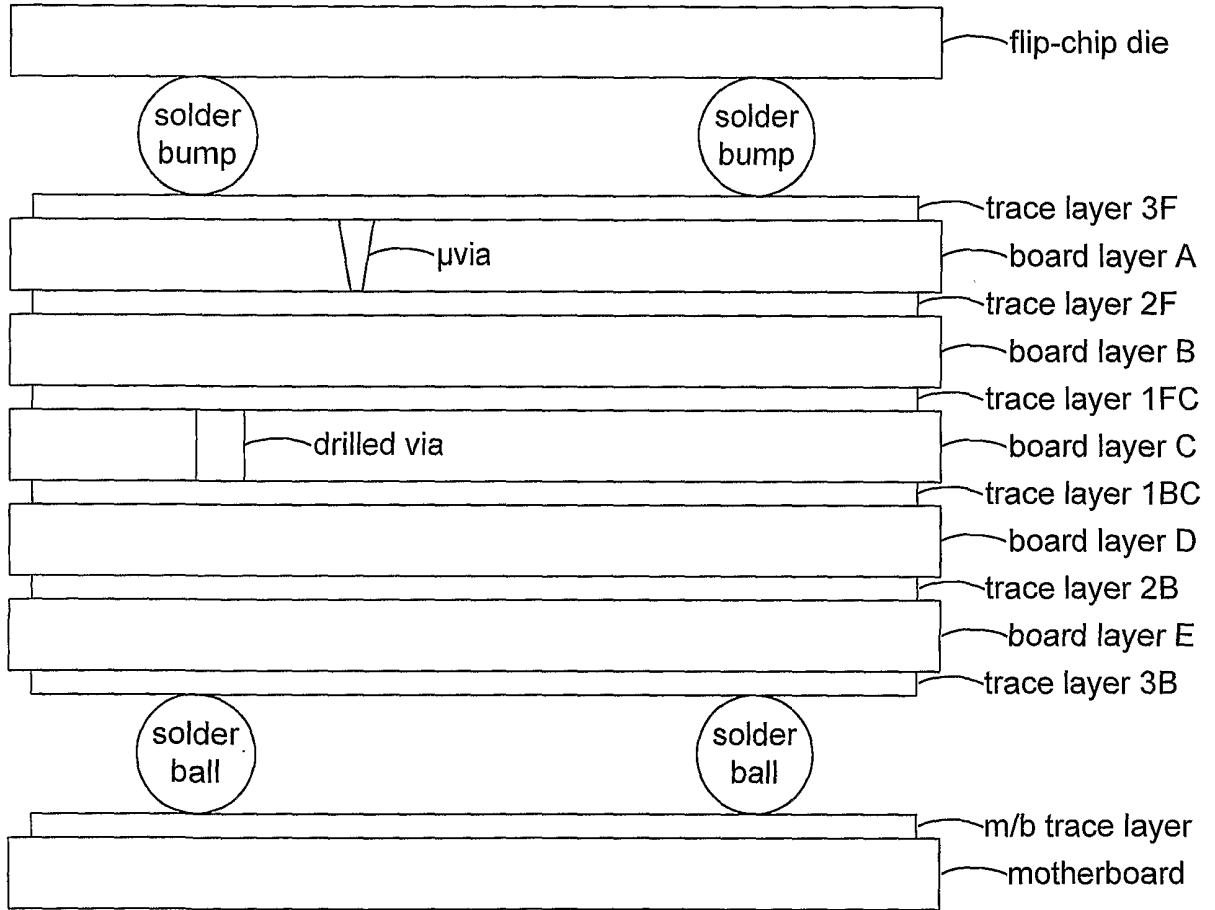 flip-chip die
solder
bump
solder
bump
trace layer 3F
µvia
board layer A
trace layer 2F
board layer B
trace layer 1FC
drilled via
board layer C
trace layer 1BC
board layer D
trace layer 2B
board layer E
trace layer 3B
solder
ball
solder
ball
m/b trace layer
motherboard